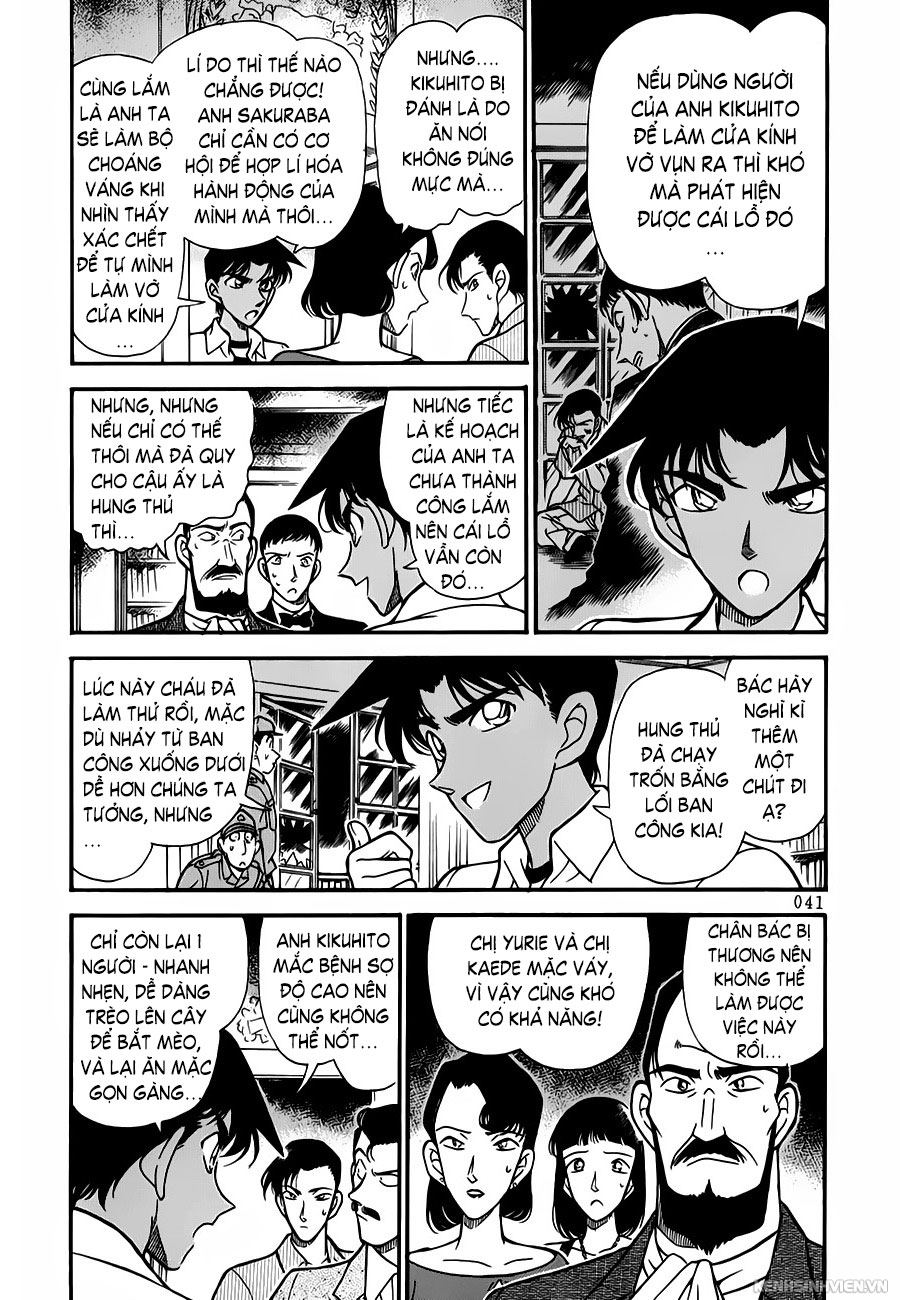 NẾU DÙNG NGƯỜI
CỦA ANH KIKUHITO
ĐỂ LÀM CỬA KÍNH
VỠ VỤN RA THÌ KHÓ
MÀ PHÁT HIỆN
ĐƯỢC CÁI LỖ ĐÓ
...
NHƯNG....
KIKUHITO BỊ
ĐÁNH LÀ DO
ĂN NÓI
KHÔNG ĐÚNG
MỰC MÀ...
LÍ DO THÌ THẾ NÀO
CHẲNG ĐƯỢC!
ANH SAKURABA
CHỈ CẦN CÓ CƠ
HỘI ĐỂ HỢP LÍ HÓA
HÀNH ĐỘNG CỦA
MÌNH MÀ THÔI...
CÙNG LẮM
LÀ ANH TA
SẼ LÀM BỘ
CHOÁNG
VÁNG KHI
NHÌN THẤY
XÁC CHẾT
ĐỂ TỰ MÌNH
LÀM VỠ
CỬA KÍNH
...
NHƯNG TIẾC
LÀ KẾ HOẠCH
CỦA ANH TA
CHƯA THÀNH
CÔNG LẮM
NÊN CÁI LỖ
VẪN CÒN
ĐÓ...
NHƯNG, NHƯNG
NẾU CHỈ CÓ THẾ
THÔI MÀ ĐÃ QUY
CHO CẬU ẤY LÀ
HUNG THỦ
THÌ...
BÁC HÃY
NGHĨ KĨ
THÊM
MỘT
CHÚT ĐI
Ạ?
HUNG THỦ
ĐÃ CHẠY
TRỐN BẰNG
LỐI BAN
CÔNG KIA!
LÚC NÃY CHÁU ĐÃ
LÀM THỬ RỒI, MẶC
DÙ NHẢY TỪ BAN
CÔNG XUỐNG DƯỚI
DỄ HƠN CHÚNG TA
TƯỞNG, NHƯNG
...
041
CHÂN BÁC BỊ
THƯƠNG NÊN
KHÔNG THỂ
LÀM ĐƯỢC
VIỆC NÀY
RỒI...
CHỊ YURIE VÀ CHỊ
KAEDE MẶC VÁY,
VÌ VẬY CŨNG KHÓ
CÓ KHẢ NĂNG!
ANH KIKUHITO
MẮC BỆNH SỢ
ĐỘ CAO NÊN
CŨNG KHÔNG
THỂ NỐT...
CHỈ CÒN LẠI 1
NGƯỜI - NHANH
NHẸN, DỄ DÀNG
TRÈO LÊN CÂY
ĐỂ BẮT MÈO,
VÀ LẠI ĂN MẶC
GỌN GÀNG...
KENHSINHVIEN.VN